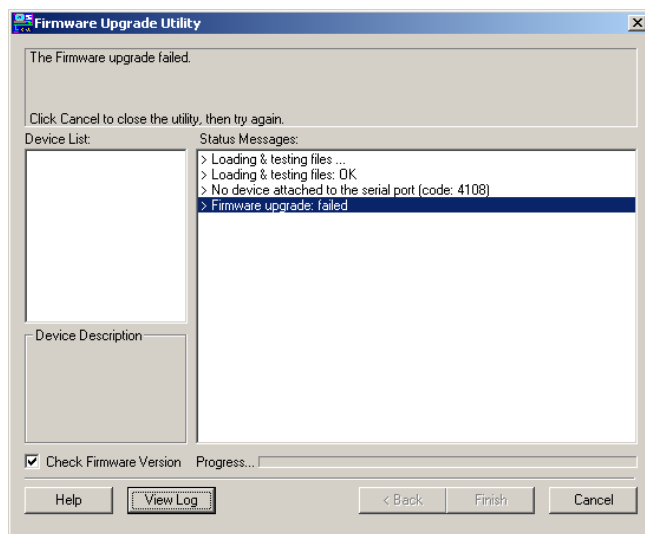 Firmware Upgrade Utility
The Firmware upgrade failed.
Click Cancel to close the utility, then try again.
Device List:
Status Messages:
> Loading & testing files ...
> Loading & testing files: OK
> No device attached to the serial port (code: 4108)
> Firmware upgrade: failed
Device Description
Check Firmware Version
Progress...
Help
View Log
< Back
Finish
Cancel